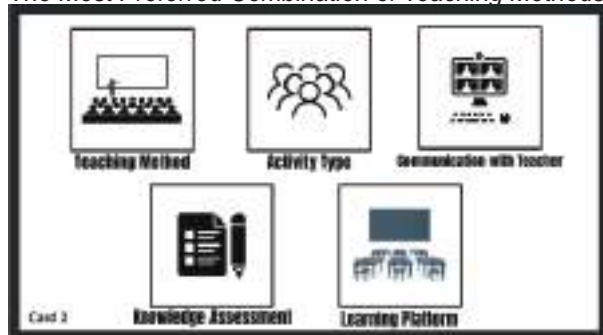 The Most Preferred Combination of Teaching Methods
Teaching Method
Activity Type
Communication with Teacher
Knowledge Assessment
Learning Platform
Card 2